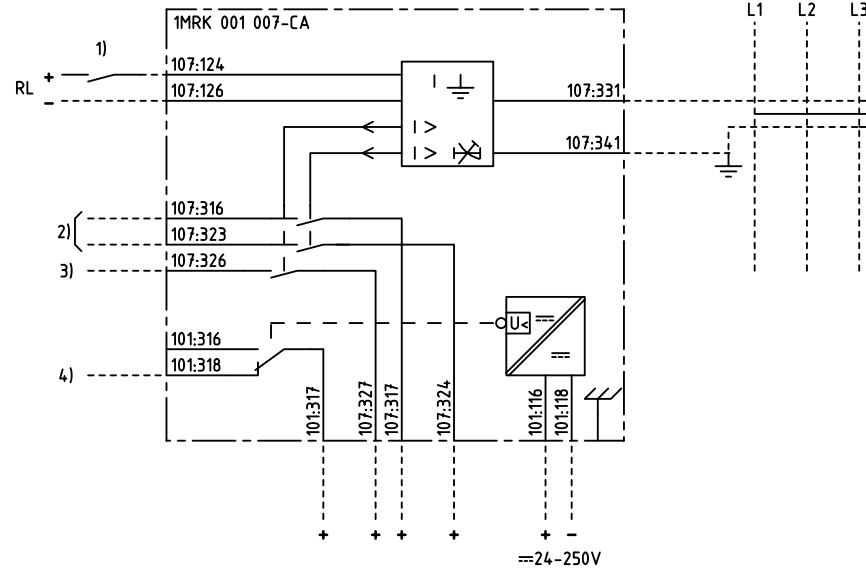 L1 L2 L3
1MRK 001 007-CA
1)
107:124
RL + -
107:126
107:331
I
I >
I >
107:341
107:316
2)
107:323
3)
107:326
U<
101:316
101:318
4)
101:317
107:327
107:317
107:324
101:116
101:118
+ + + + + -
24-250V